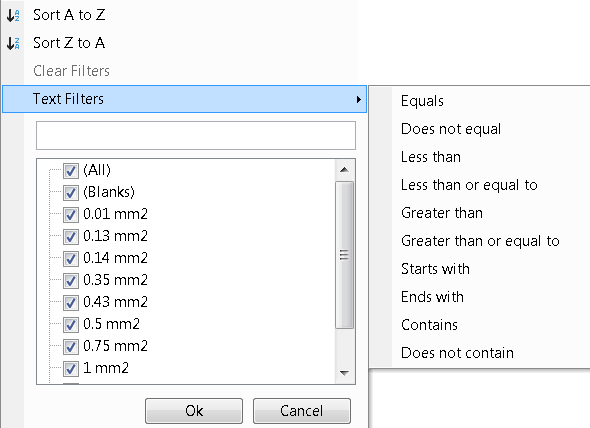 Sort A to Z
Sort Z to A
Clear Filters
Text Filters
Equals
Does not equal
Less than
Less than or equal to
Greater than
Greater than or equal to
Starts with
Ends with
Contains
Does not contain
(All)
(Blanks)
0.01 mm2
0.13 mm2
0.14 mm2
0.35 mm2
0.43 mm2
0.5 mm2
0.75 mm2
1 mm2
Ok
Cancel